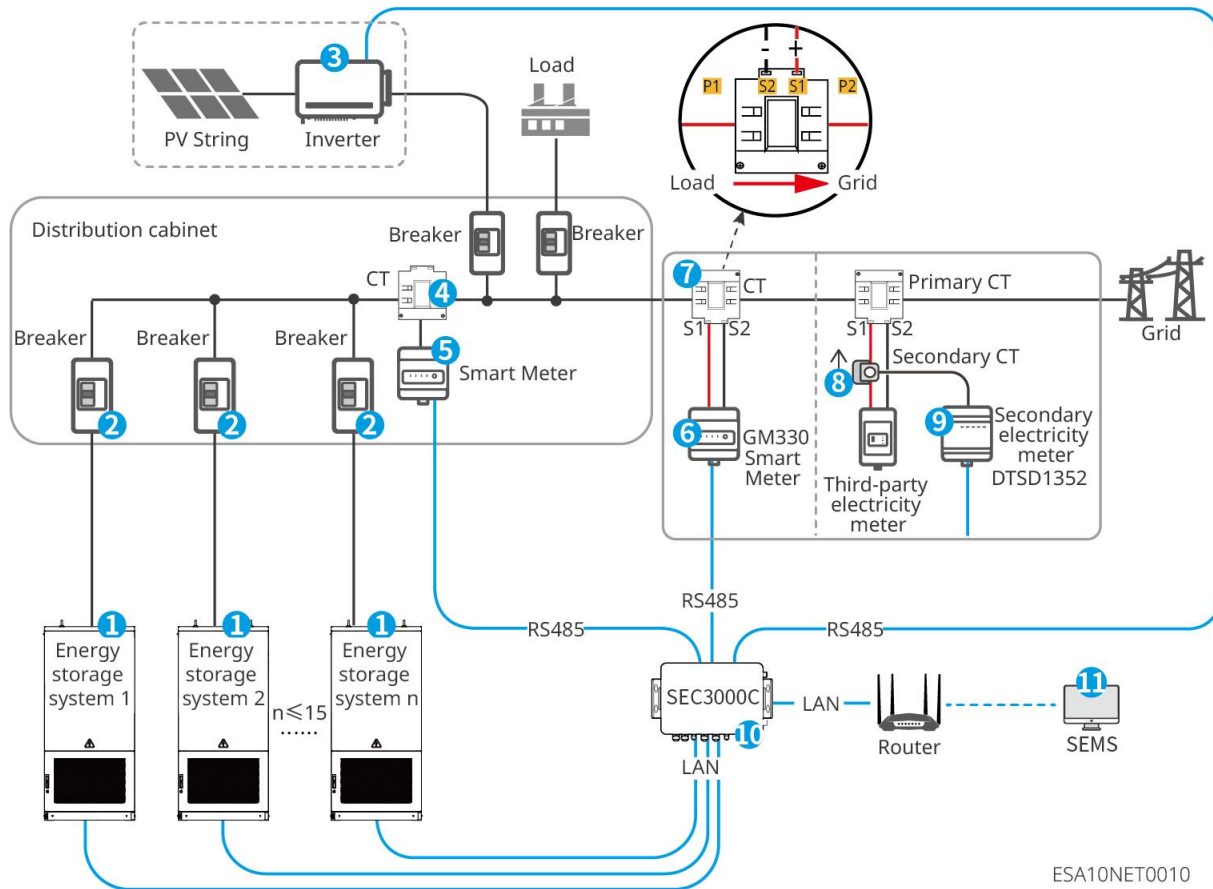 3
PV String
Inverter
Load
-
+
P1
S2
S1
P2
Load
Grid
Distribution cabinet
Breaker
Breaker
CT
4
7
CT
Primary CT
S1
S2
S1
S2
Grid
Breaker
Breaker
Breaker
5
Smart Meter
8
Secondary CT
2
2
2
6
GM330
Smart
Meter
Third-party
electricity
meter
9
Secondary
electricity
meter
DTSD1352
RS485
RS485
RS485
1
Energy
storage
system 1
1
Energy
storage
system 2
n≤15
......
1
Energy
storage
system n
SEC3000C
10
LAN
LAN
Router
11
SEMS
ESA10NET0010